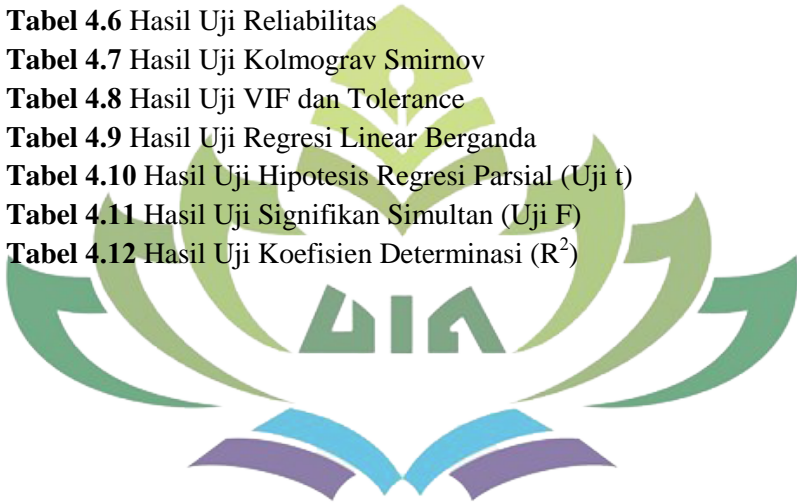 Tabel 4.6 Hasil Uji Reliabilitas
Tabel 4.7 Hasil Uji Kolmograv Smirnov
Tabel 4.8 Hasil Uji VIF dan Tolerance
Tabel 4.9 Hasil Uji Regresi Linear Berganda
Tabel 4.10 Hasil Uji Hipotesis Regresi Parsial (Uji t)
Tabel 4.11 Hasil Uji Signifikan Simultan (Uji F)
Tabel 4.12 Hasil Uji Koefisien Determinasi (R²)
UIN